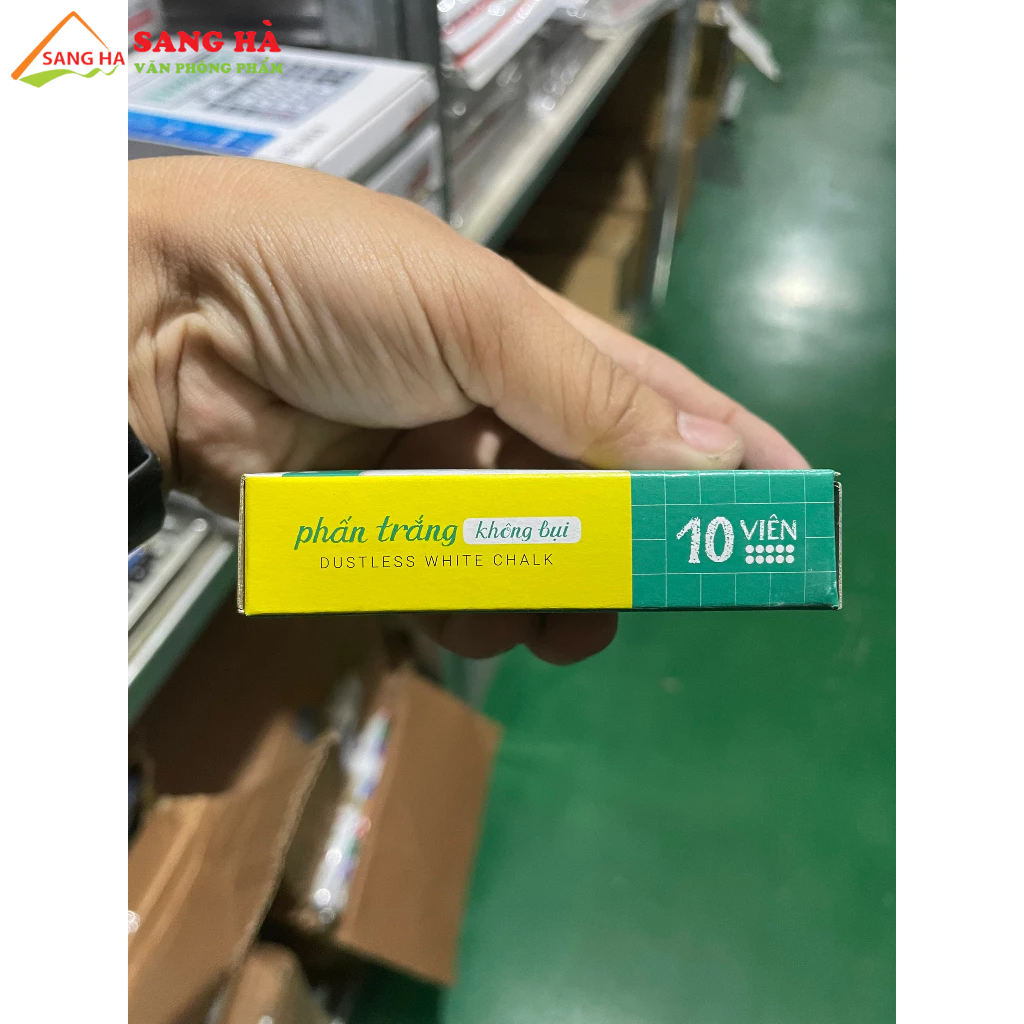 SANG HA
SANG HÀ
VĂN PHÒNG PHẨM
phấn trắng không bụi
DUSTLESS WHITE CHALK
10 VIÊN